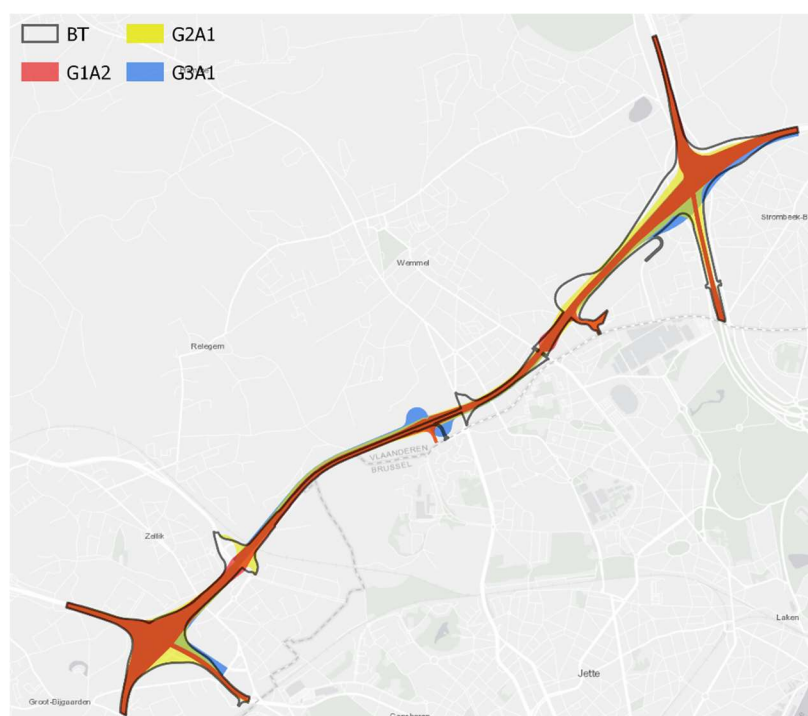 BT
G2A1
G1A2
G3A1
Strombeek-B
Wemmel
Relegem
VLAANDEREN
BRUSSEL
Zellik
Laken
Jette
Groot-Bijgaarden